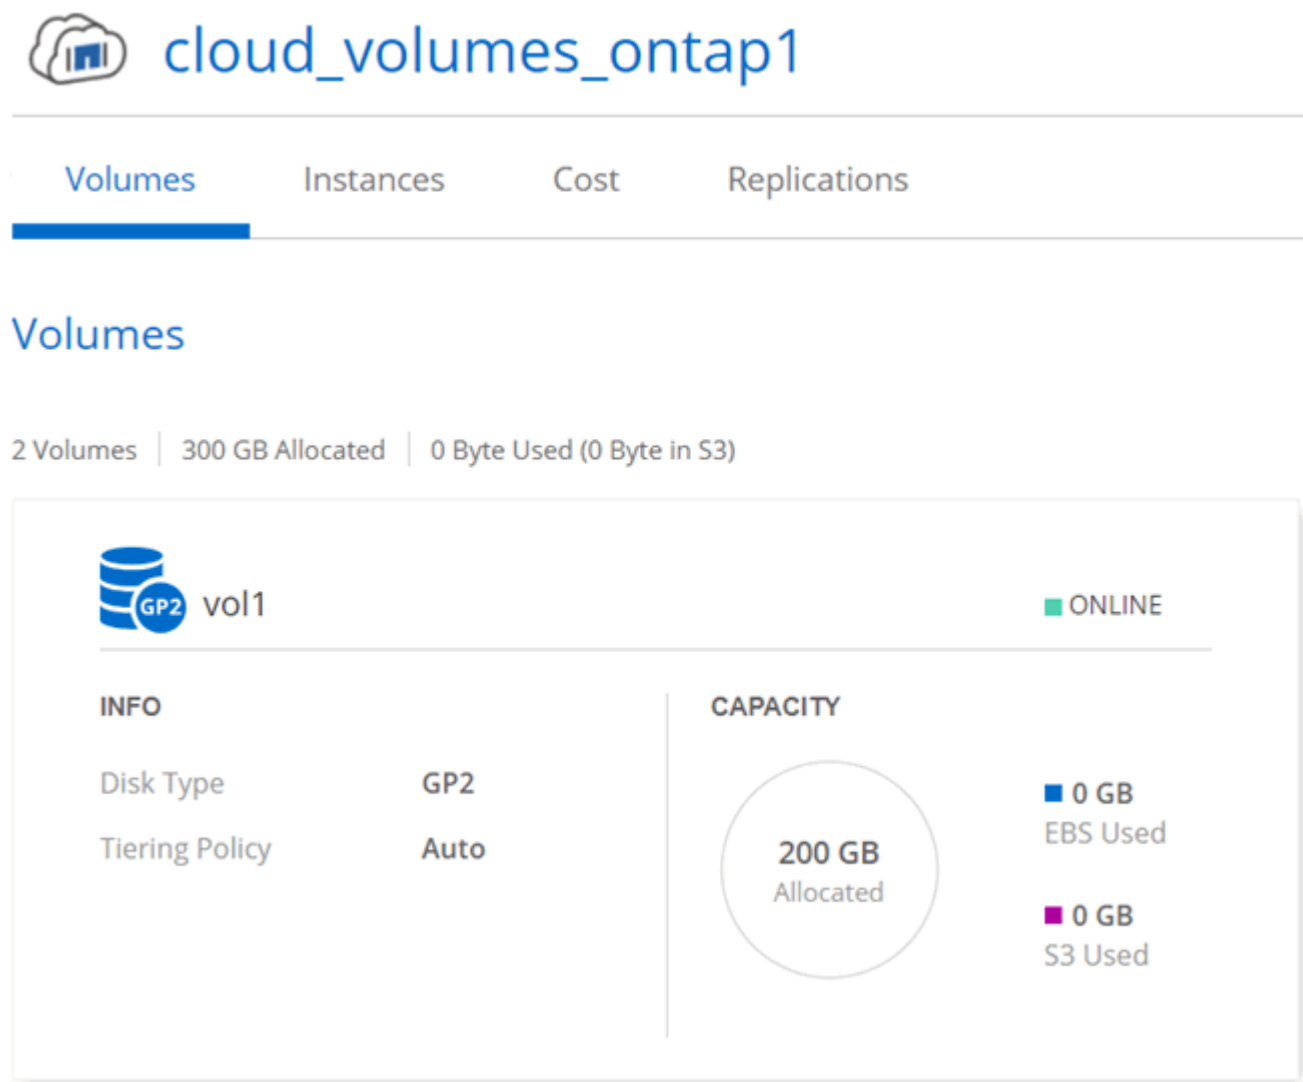 cloud_volumes_ontap1
Volumes Instances Cost Replications
Volumes
2 Volumes 300 GB Allocated 0 Byte Used (0 Byte in S3)
GP2 vol1 ONLINE
INFO
Disk Type GP2
Tiering Policy Auto
CAPACITY
200 GB
Allocated
0 GB
EBS Used
0 GB
S3 Used